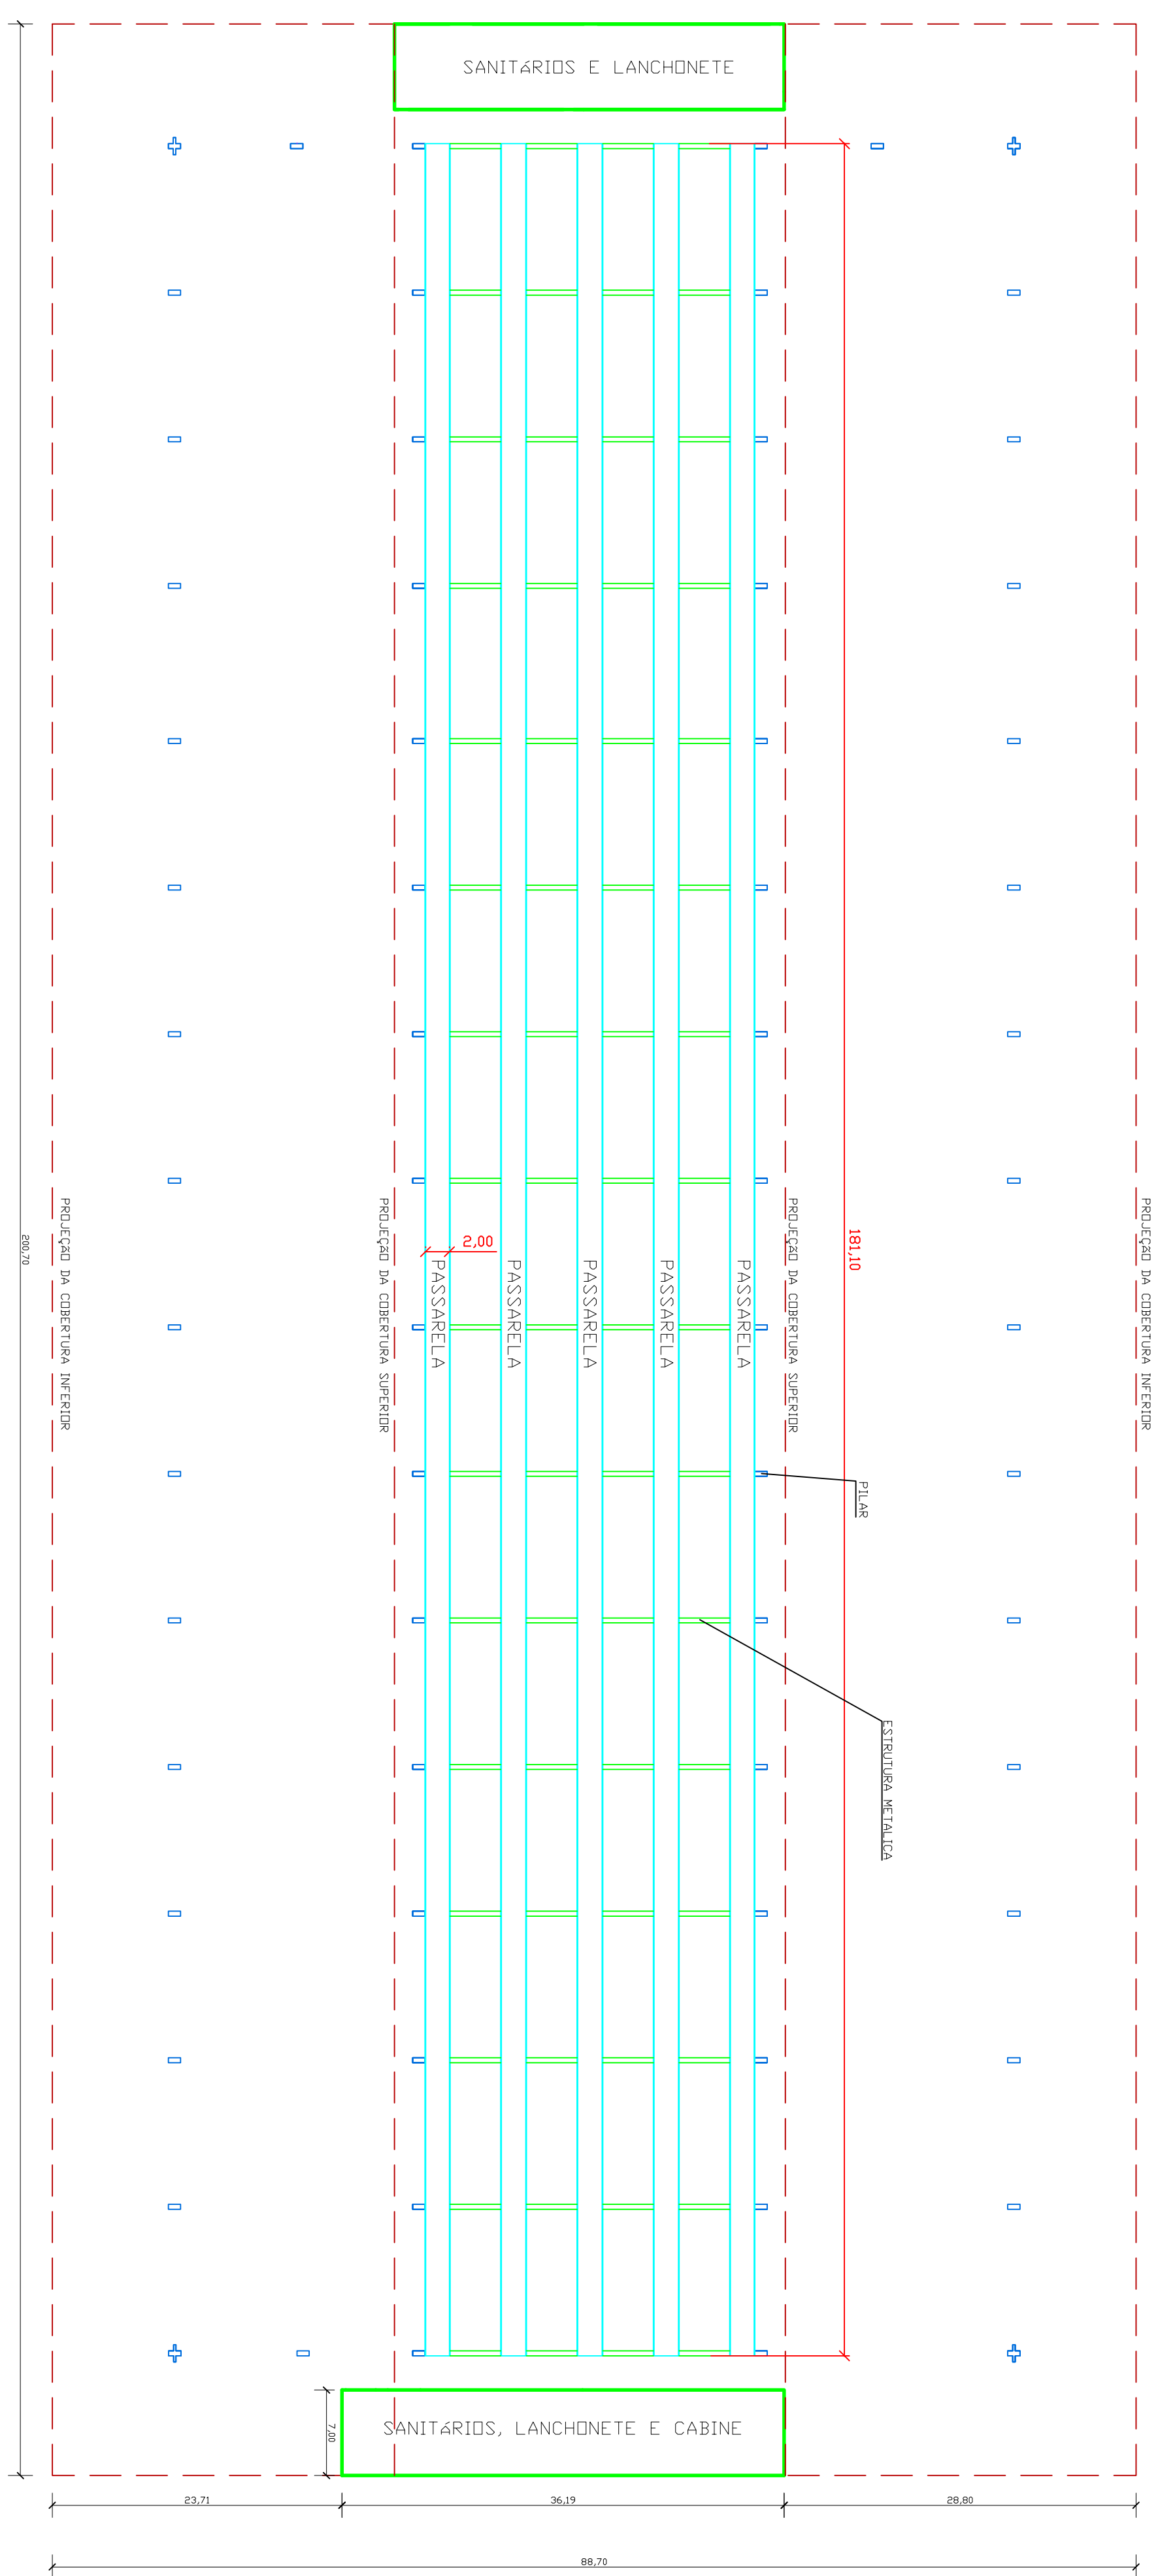 SANITáRIOS E LANCHONETE
181,10
2,00
PROJEÇÃO DA COBERTURA INFERIOR
PROJEÇÃO DA COBERTURA SUPERIOR
PROJEÇÃO DA COBERTURA SUPERIOR
PROJEÇÃO DA COBERTURA INFERIOR
200,70
PASSARELA
PASSARELA
PASSARELA
PASSARELA
PASSARELA
PILAR
ESTRUTURA METALICA
SANITáRIOS, LANCHONETE E CABINE
7,00
23,71
36,19
28,80
88,70